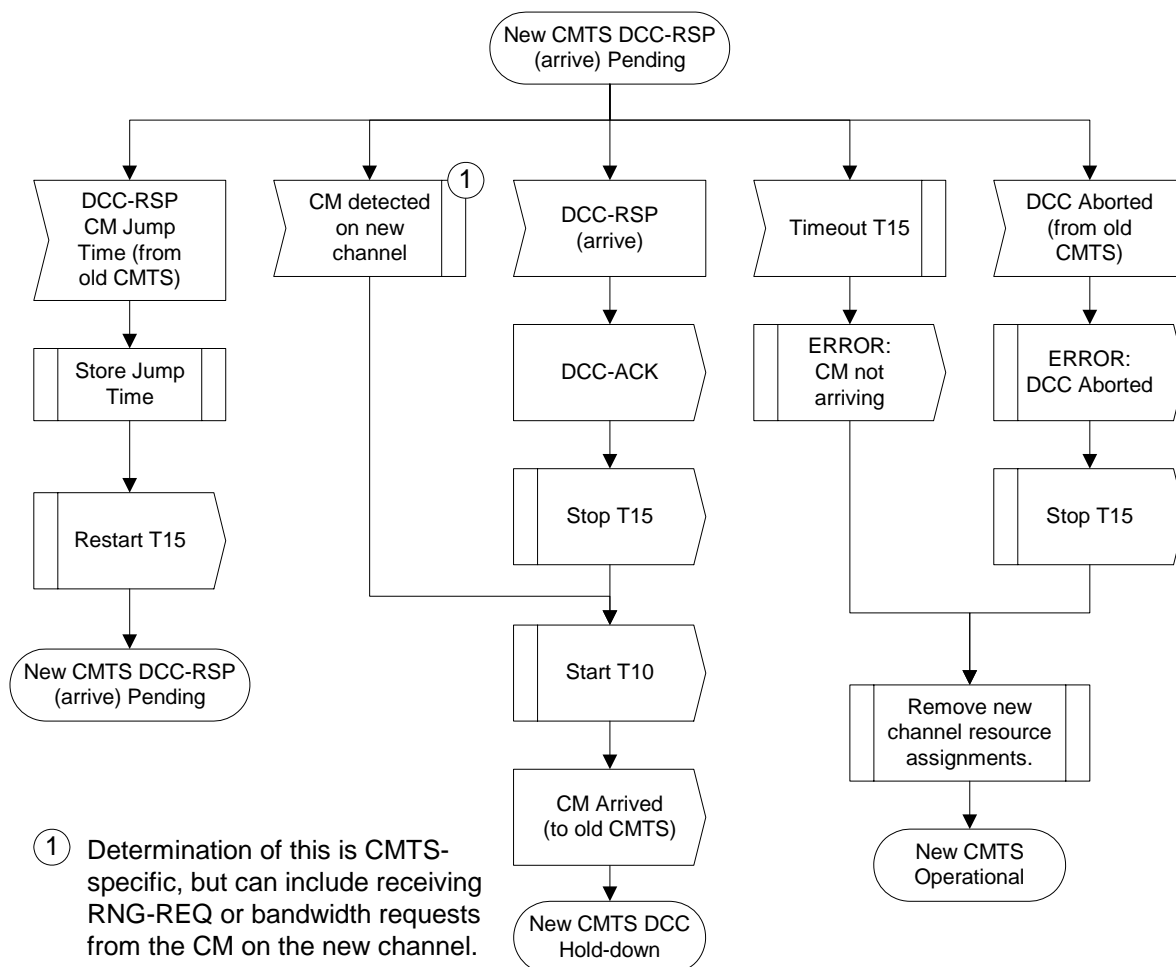 New CMTS DCC-RSP
(arrive) Pending
DCC-RSP
CM Jump
Time (from
old CMTS)
CM detected
on new
channel
1
DCC-RSP
(arrive)
Timeout T15
DCC Aborted
(from old
CMTS)
Store Jump
Time
DCC-ACK
ERROR:
CM not
arriving
ERROR:
DCC Aborted
Restart T15
Stop T15
Stop T15
New CMTS DCC-RSP
(arrive) Pending
Start T10
Remove new
channel resource
assignments.
CM Arrived
(to old CMTS)
New CMTS
Operational
New CMTS DCC
Hold-down
1
Determination of this is CMTS-
specific, but can include receiving
RNG-REQ or bandwidth requests
from the CM on the new channel.